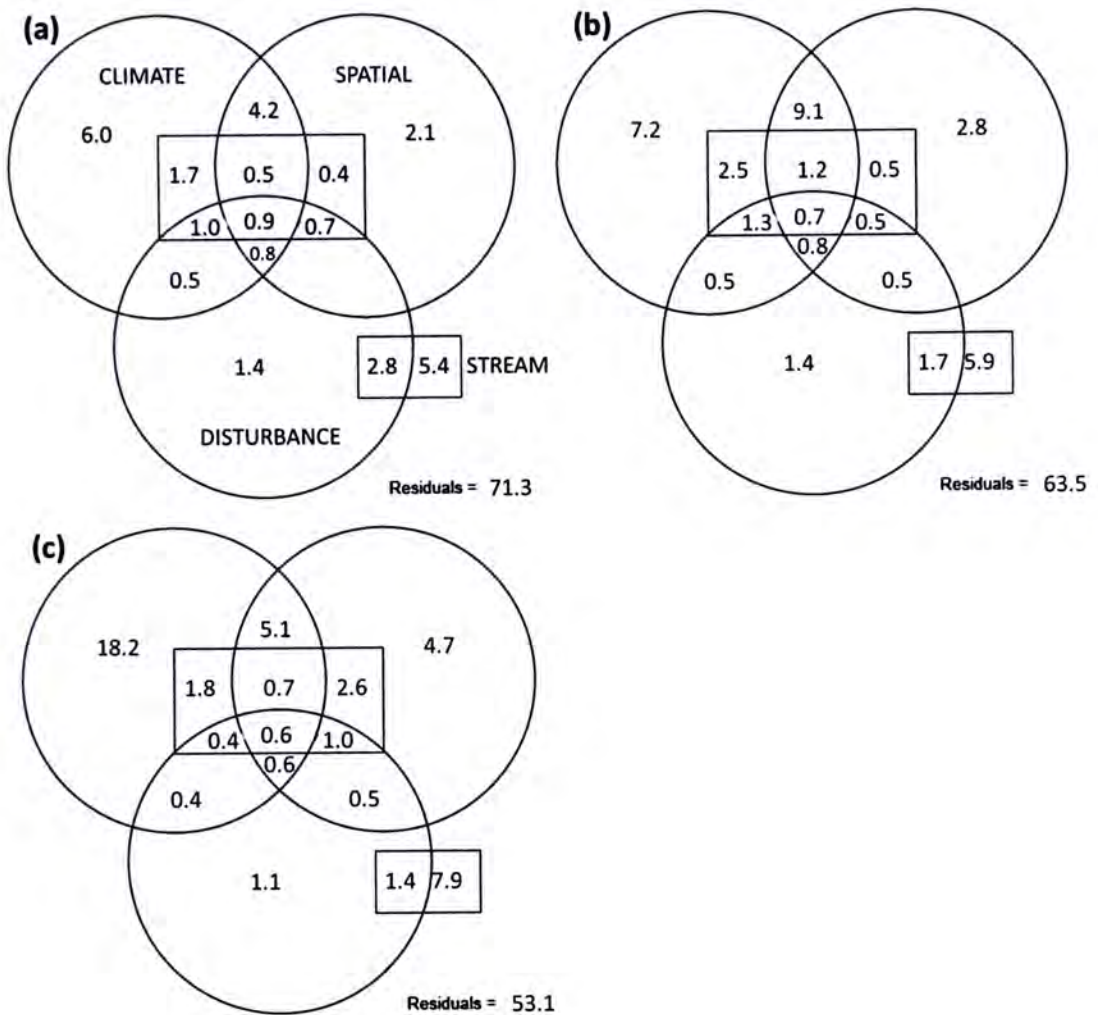 (a)
CLIMATE SPATIAL
4.2
6.0 2.1
1.7 0.5 0.4
1.0 0.9 0.7
0.8
0.5
1.4 2.8 5.4 STREAM
DISTURBANCE
Residuals = 71.3
(b)
9.1
7.2 2.8
2.5 1.2 0.5
1.3 0.7 0.5
0.8
0.5 0.5
1.4 1.7 5.9
Residuals = 63.5
(c)
5.1
18.2 4.7
1.8 0.7 2.6
0.4 0.6 1.0
0.6
0.4 0.5
1.1 1.4 7.9
Residuals = 53.1